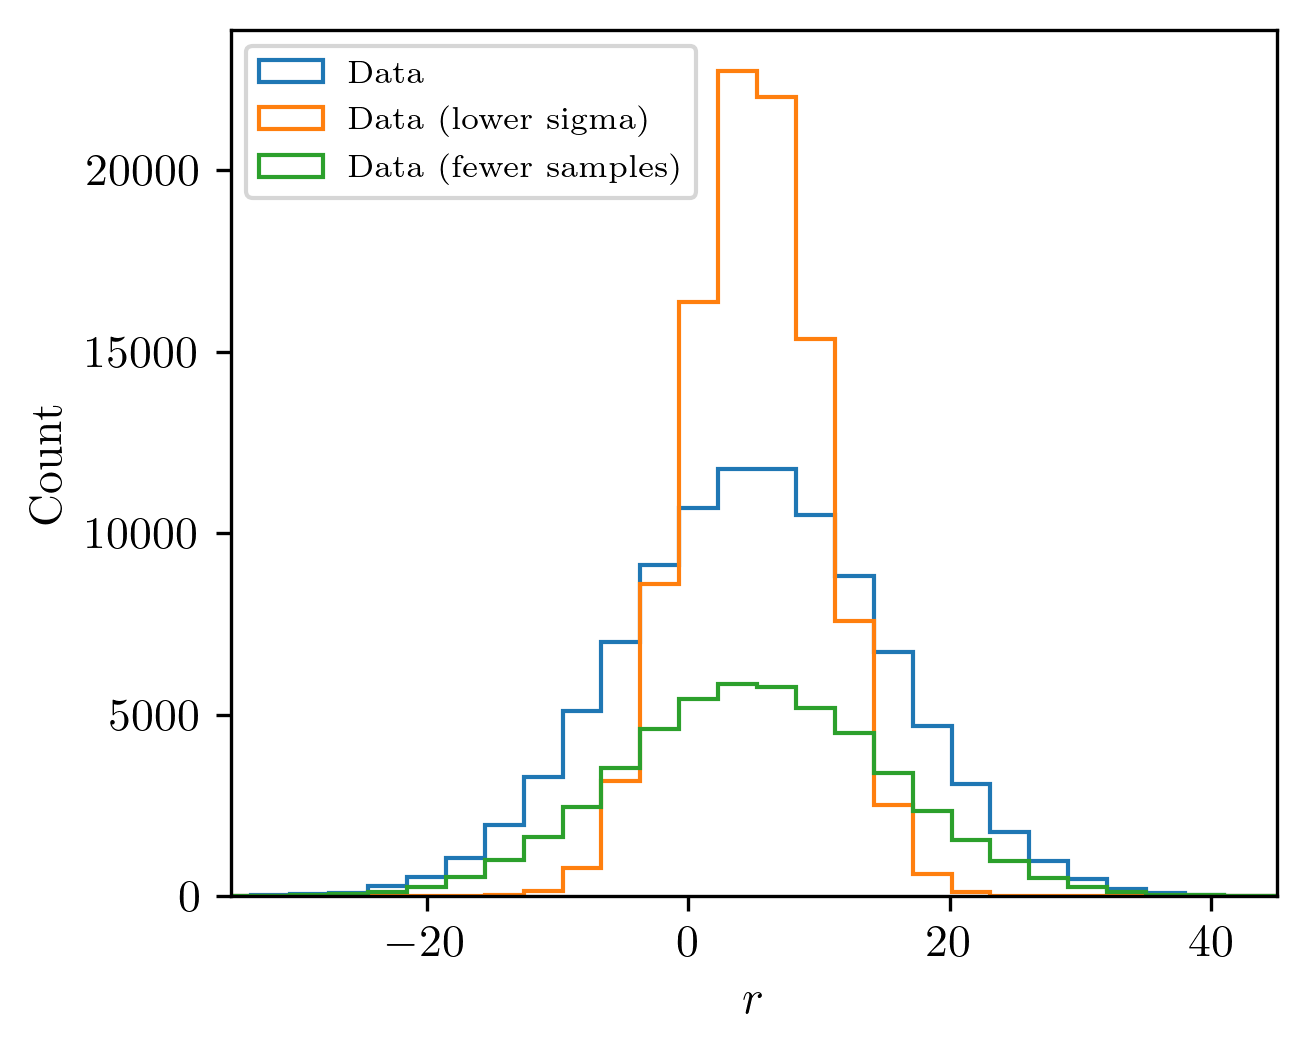 Data
Data (lower sigma)
Data (fewer samples)
20000
15000
10000
5000
0
Count
−20
0
20
40
r